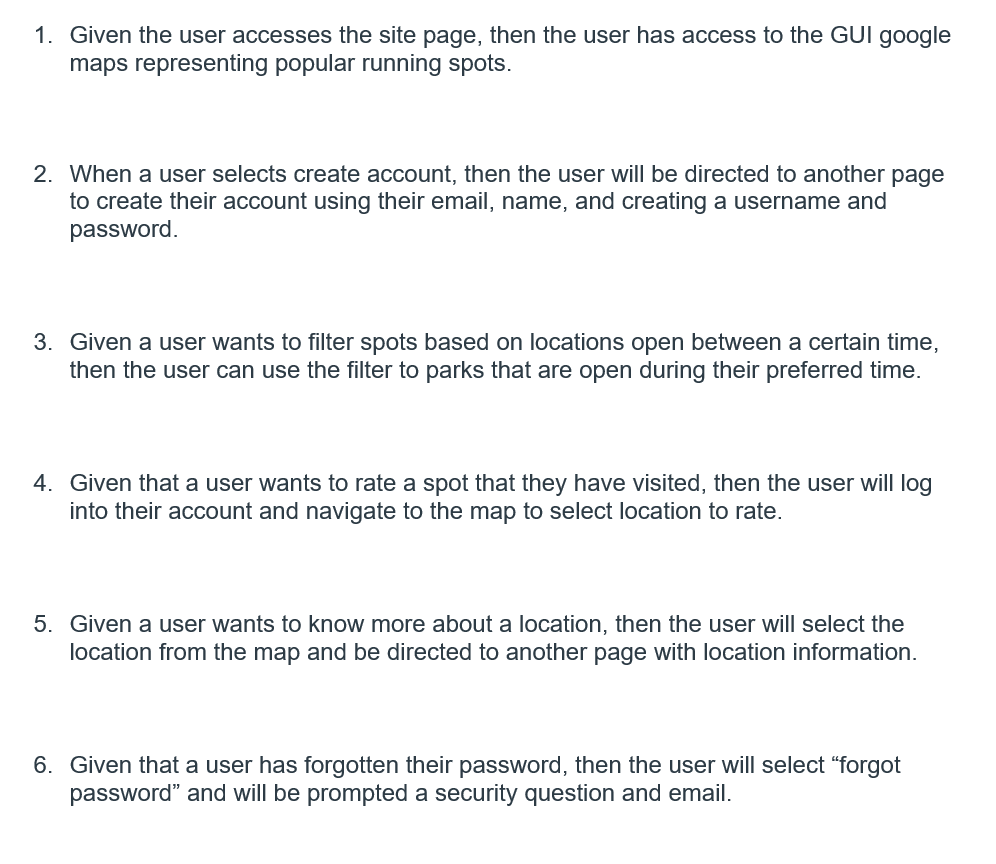 1. Given the user accesses the site page, then the user has access to the GUI google
maps representing popular running spots.
2. When a user selects create account, then the user will be directed to another page
to create their account using their email, name, and creating a username and
password.
3. Given a user wants to filter spots based on locations open between a certain time,
then the user can use the filter to parks that are open during their preferred time.
4. Given that a user wants to rate a spot that they have visited, then the user will log
into their account and navigate to the map to select location to rate.
5. Given a user wants to know more about a location, then the user will select the
location from the map and be directed to another page with location information.
6. Given that a user has forgotten their password, then the user will select “forgot
password” and will be prompted a security question and email.